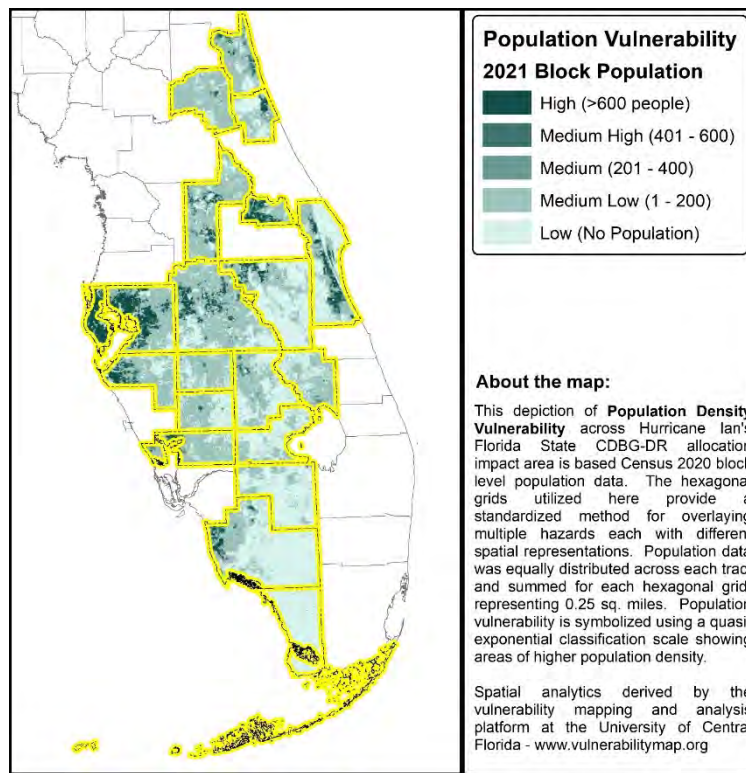 Population Vulnerability
2021 Block Population
High (>600 people)
Medium High (401 - 600)
Medium (201 - 400)
Medium Low (1 - 200)
Low (No Population)
About the map:
This depiction of Population Density
Vulnerability across Hurricane Ian's
Florida State CDBG-DR allocation
impact area is based Census 2020 block
level population data. The hexagona
grids utilized here provide a
standardized method for overlaying
multiple hazards each with differen
spatial representations. Population data
was equally distributed across each trac
and summed for each hexagonal grid
representing 0.25 sq. miles. Population
vulnerability is symbolized using a quasi
exponential classification scale showing
areas of higher population density.
Spatial analytics derived by the
vulnerability mapping and analysis
platform at the University of Centra
Florida - www.vulnerabilitymap.org